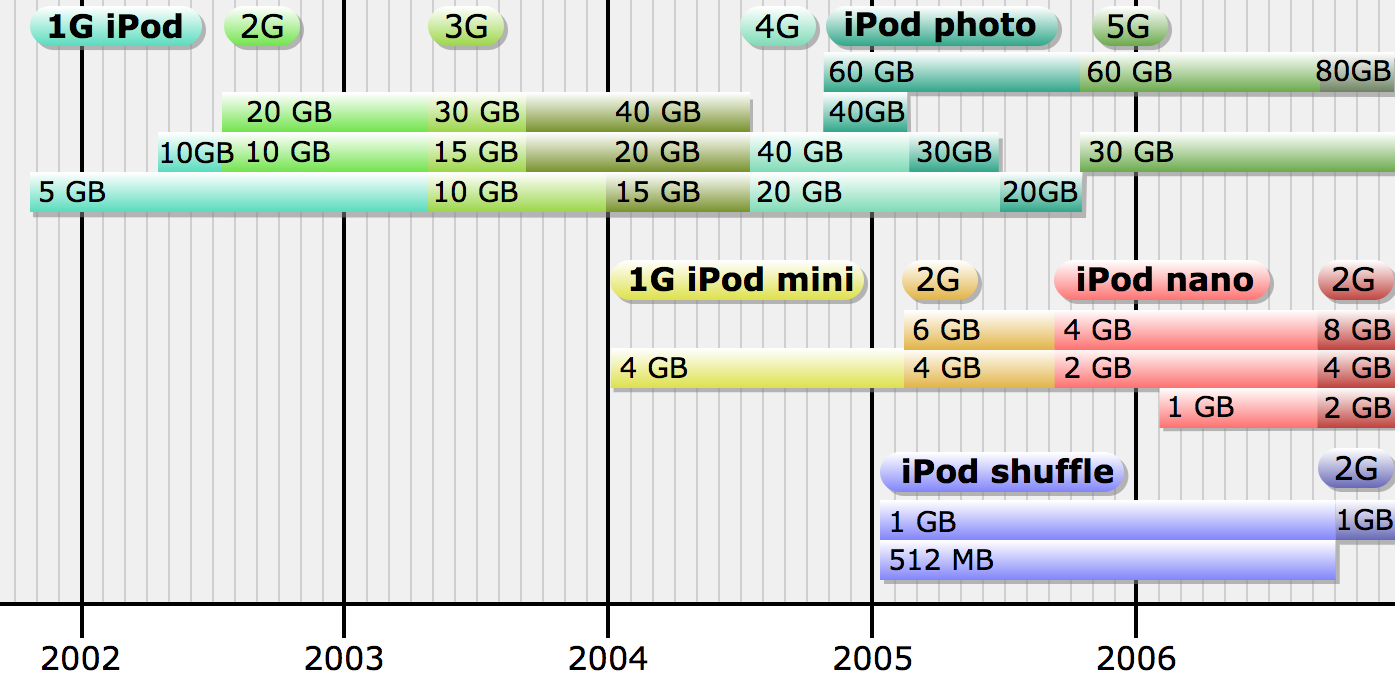 1G iPod 2G 3G 4G iPod photo 5G
60 GB 60 GB 80GB
20 GB 30 GB 40 GB 40GB
10GB 10 GB 15 GB 20 GB 40 GB 30GB 30 GB
5 GB 10 GB 15 GB 20 GB 20GB
1G iPod mini 2G iPod nano 2G
6 GB 4 GB 8 GB
4 GB 4 GB 2 GB 4 GB
1 GB 2 GB
iPod shuffle 2G
1 GB 1GB
512 MB
2002 2003 2004 2005 2006